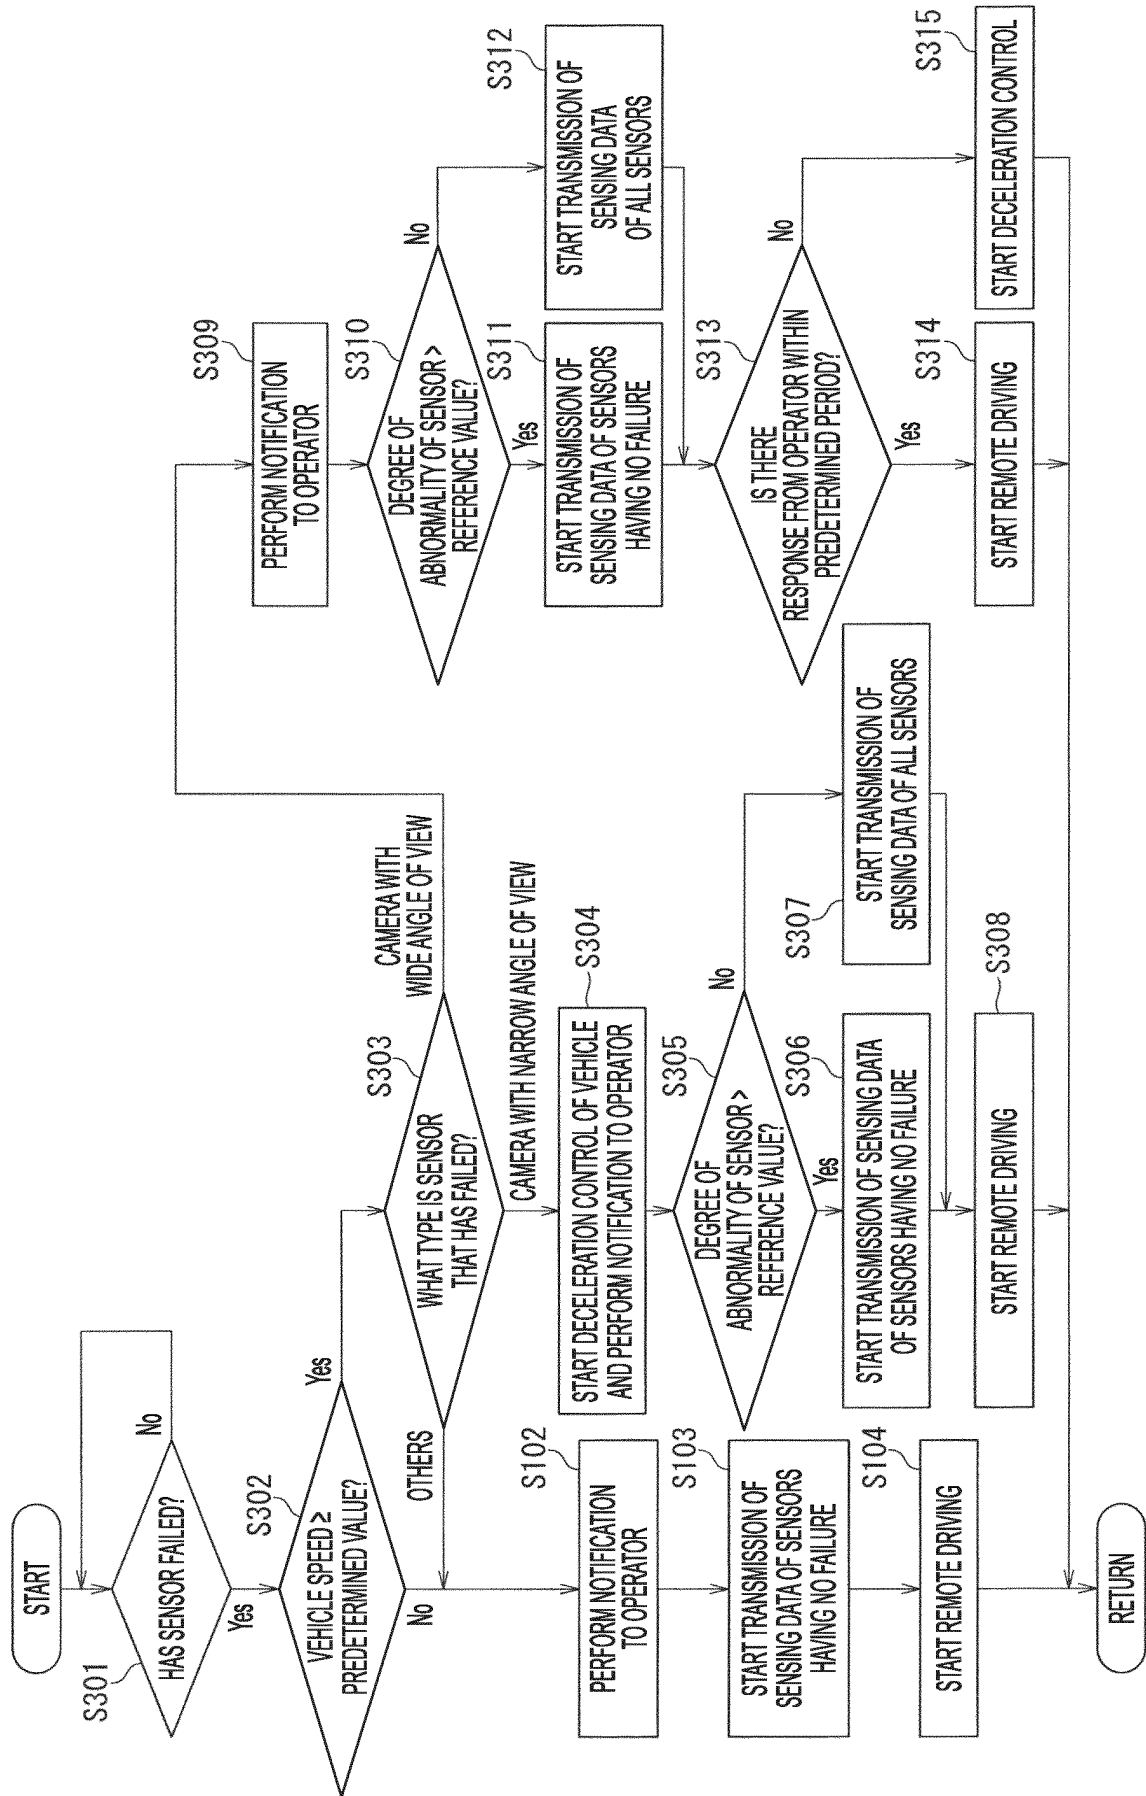 START
S301
HAS SENSOR FAILED?
No
Yes
S302
VEHICLE SPEED ≥
PREDETERMINED VALUE?
Yes
No
S303
WHAT TYPE IS SENSOR
THAT HAS FAILED?
OTHERS
CAMERA WITH
WIDE ANGLE OF VIEW
CAMERA WITH NARROW ANGLE OF VIEW
S102
PERFORM NOTIFICATION
TO OPERATOR
S103
START TRANSMISSION OF
SENSING DATA OF SENSORS
HAVING NO FAILURE
S104
START REMOTE DRIVING
S304
START DECELERATION CONTROL OF VEHICLE
AND PERFORM NOTIFICATION TO OPERATOR
S305
DEGREE OF
ABNORMALITY OF SENSOR >
REFERENCE VALUE?
No
Yes
S306
START TRANSMISSION OF SENSING DATA
OF SENSORS HAVING NO FAILURE
S307
START TRANSMISSION OF
SENSING DATA OF ALL SENSORS
S308
START REMOTE DRIVING
S309
PERFORM NOTIFICATION
TO OPERATOR
S310
DEGREE OF
ABNORMALITY OF SENSOR >
REFERENCE VALUE?
No
Yes
S311
START TRANSMISSION OF
SENSING DATA OF SENSORS
HAVING NO FAILURE
S312
START TRANSMISSION OF
SENSING DATA
OF ALL SENSORS
S313
IS THERE
RESPONSE FROM OPERATOR WITHIN
PREDETERMINED PERIOD?
No
Yes
S314
START REMOTE DRIVING
S315
START DECELERATION CONTROL
RETURN